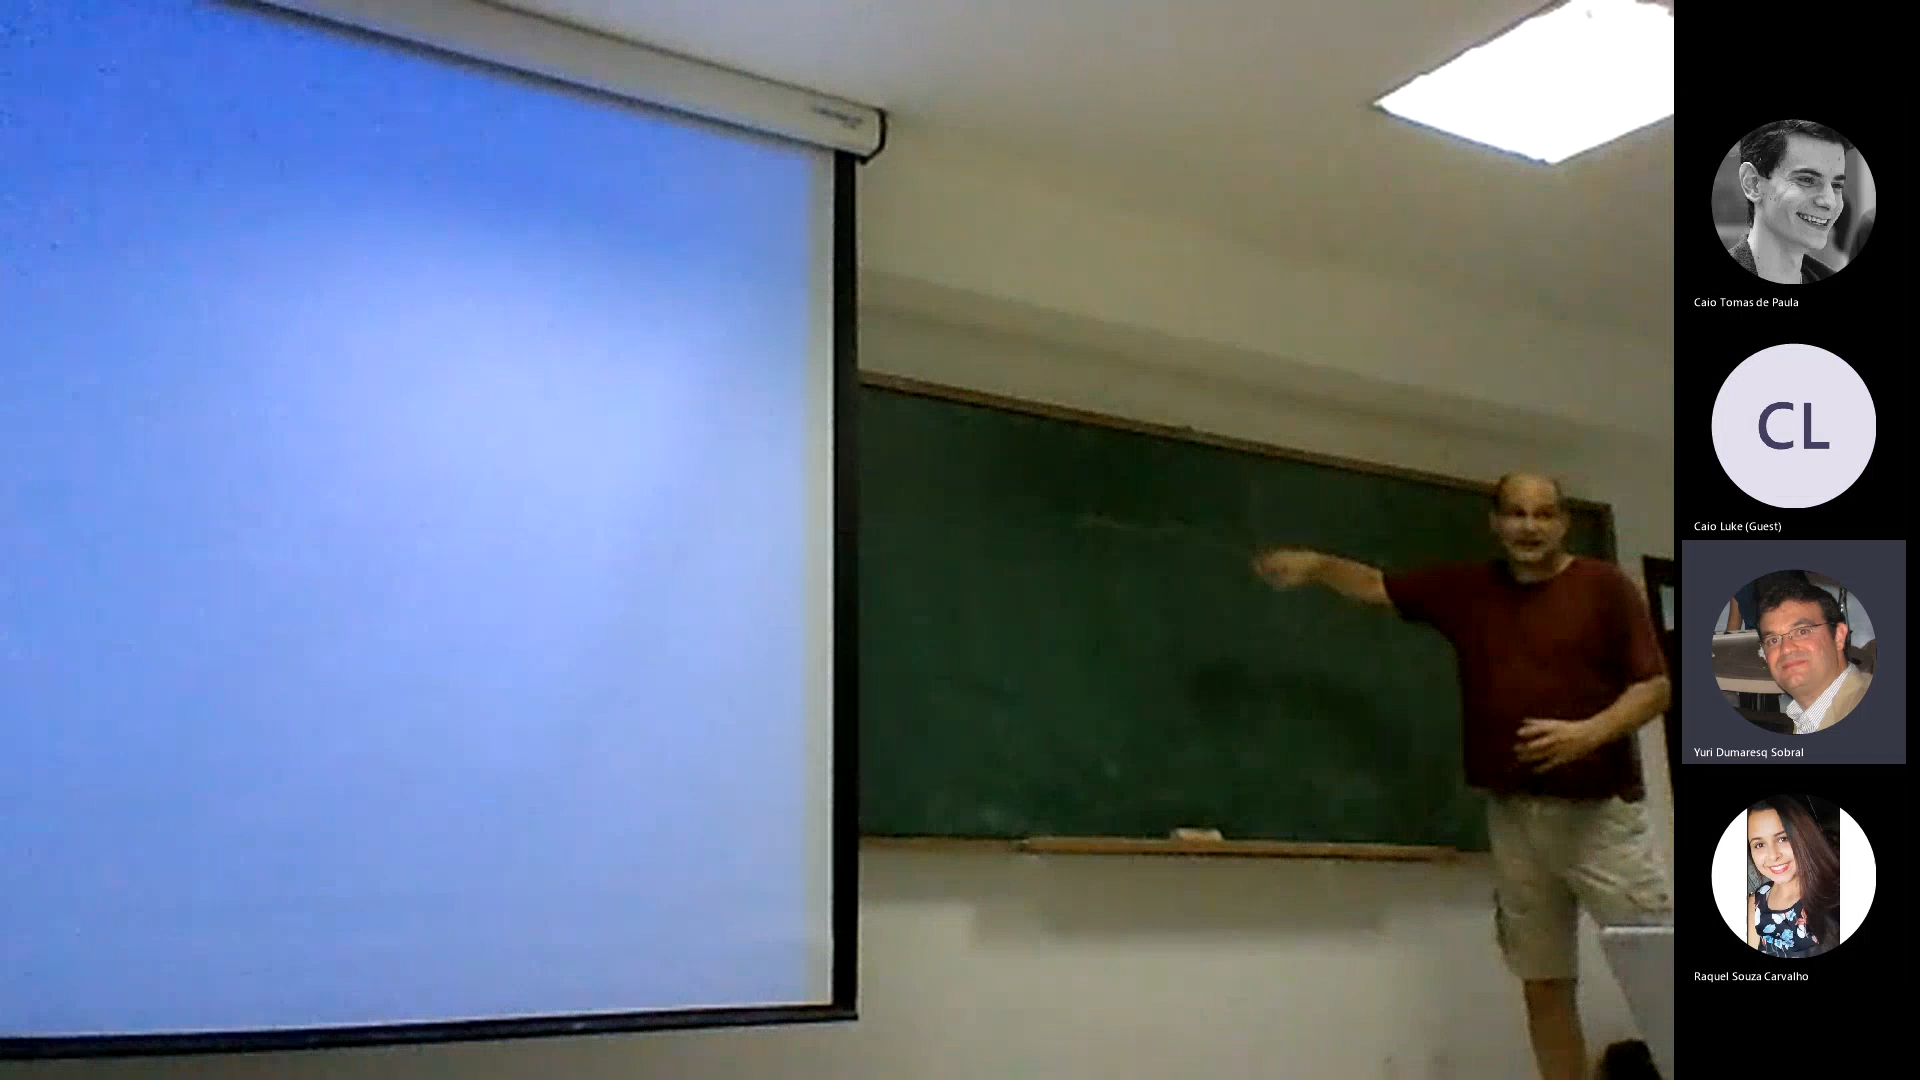 Caio Tomas de Paula
CL
Caio Luke (Guest)
Yuri Dumaresq Sobral
Raquel Souza Carvalho